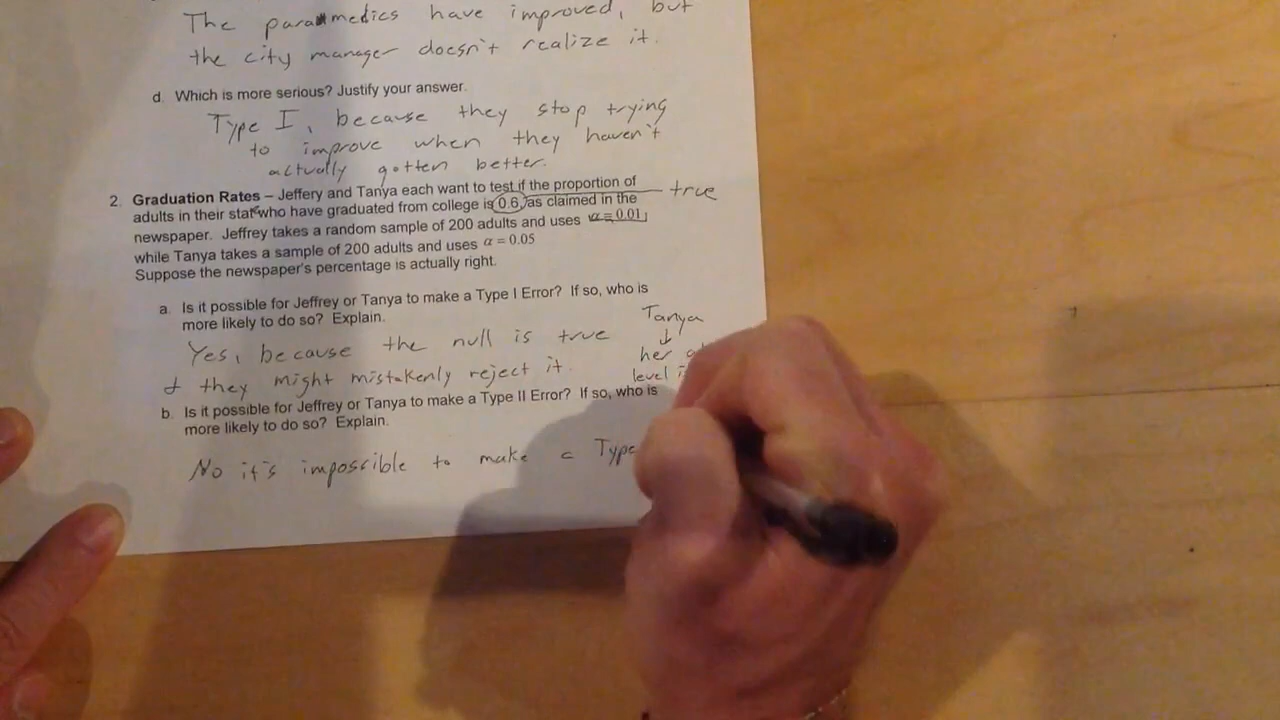 The paramedics have improved, but
the city manager doesn't realize it.
d. Which is more serious? Justify your answer.
Type I, because they stop trying
to improve when they haven't
actually gotten better.
2. Graduation Rates – Jeffery and Tanya each want to test if the proportion of
adults in their state who have graduated from college is 0.6, as claimed in the
true
newspaper. Jeffrey takes a random sample of 200 adults and uses α = 0.01,
while Tanya takes a sample of 200 adults and uses α = 0.05
Suppose the newspaper's percentage is actually right.
a. Is it possible for Jeffrey or Tanya to make a Type I Error? If so, who is
more likely to do so? Explain.
Yes, because the null is true
& they might mistakenly reject it.
Tanya
↓
her
level
b. Is it possible for Jeffrey or Tanya to make a Type II Error? If so, who is
more likely to do so? Explain.
No it's impossible to make a Type